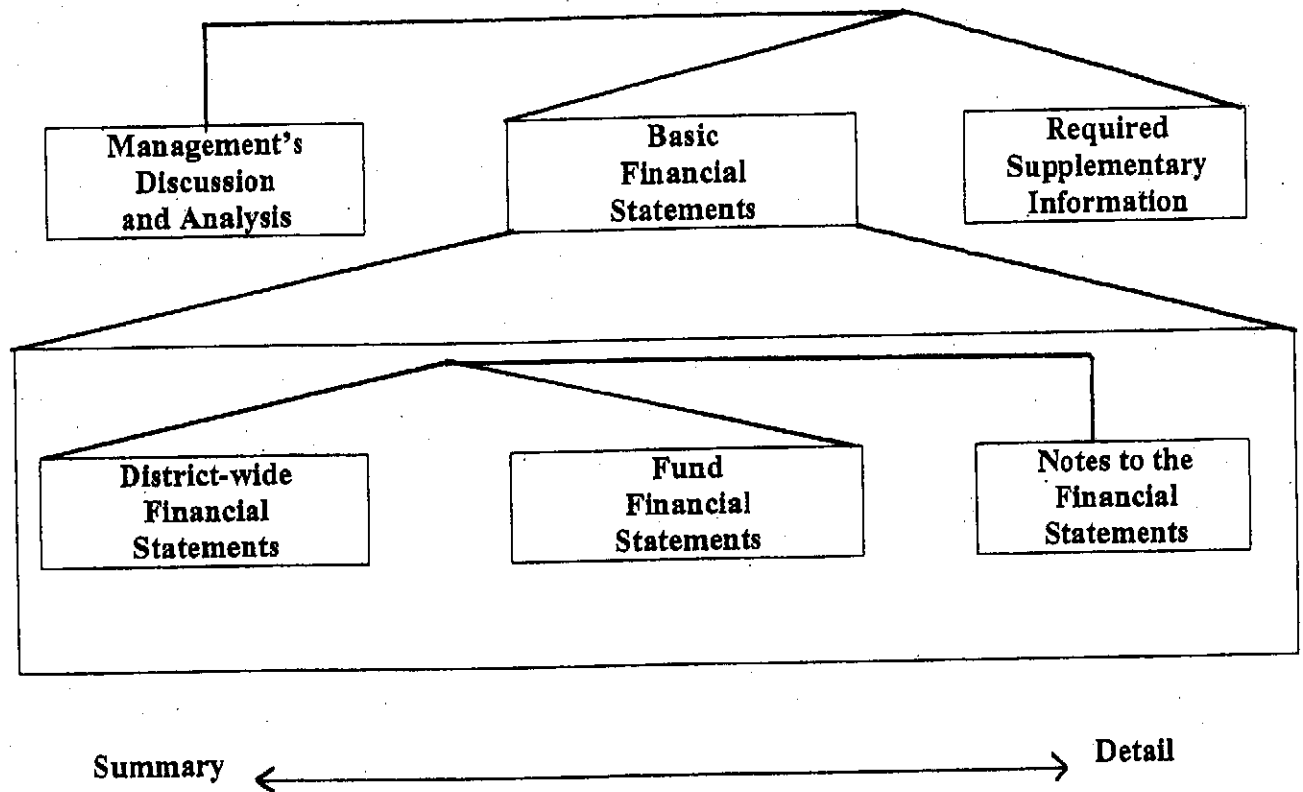 Management's
Discussion
and Analysis
Basic
Financial
Statements
Required
Supplementary
Information
District-wide
Financial
Statements
Fund
Financial
Statements
Notes to the
Financial
Statements
Summary
Detail